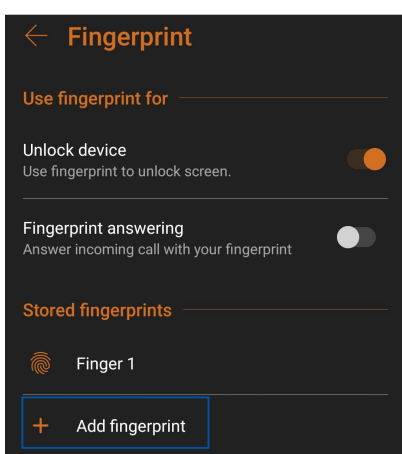 Fingerprint
Use fingerprint for
Unlock device
Use fingerprint to unlock screen.
Fingerprint answering
Answer incoming call with your fingerprint
Stored fingerprints
Finger 1
Add fingerprint